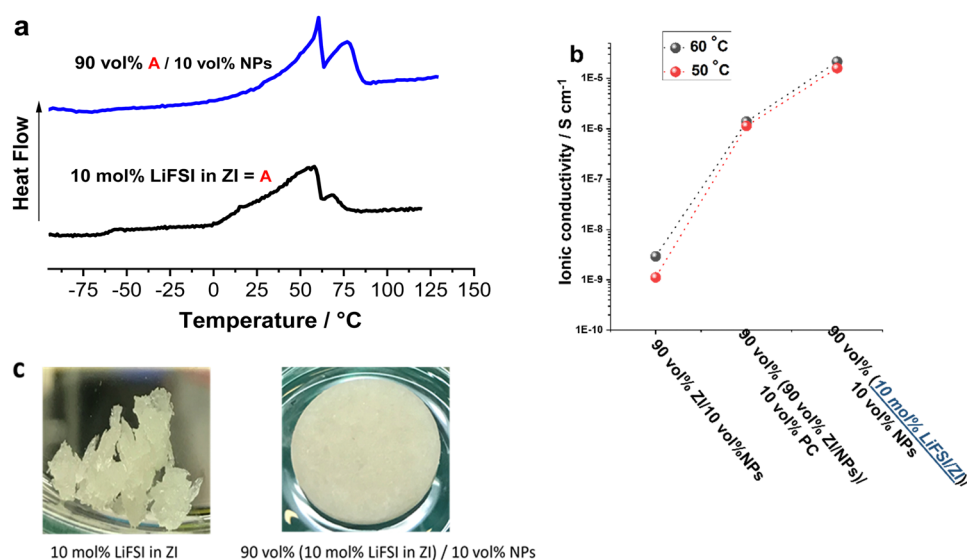 a
90 vol% A / 10 vol% NPs
10 mol% LiFSI in ZI = A
Heat Flow
-75 -50 -25 0 25 50 75 100 125 150
Temperature / °C
b
60 °C
50 °C
Ionic conductivity / S cm⁻¹
1E-5
1E-6
1E-7
1E-8
1E-9
1E-10
90 vol% ZI/10 vol%NPs
90 vol% (90 vol% ZI/NPs)/
10 vol% PC
90 vol% (10 mol% LiFSI/ZI)/
10 vol% NPs
c
10 mol% LiFSI in ZI
90 vol% (10 mol% LiFSI in ZI) / 10 vol% NPs